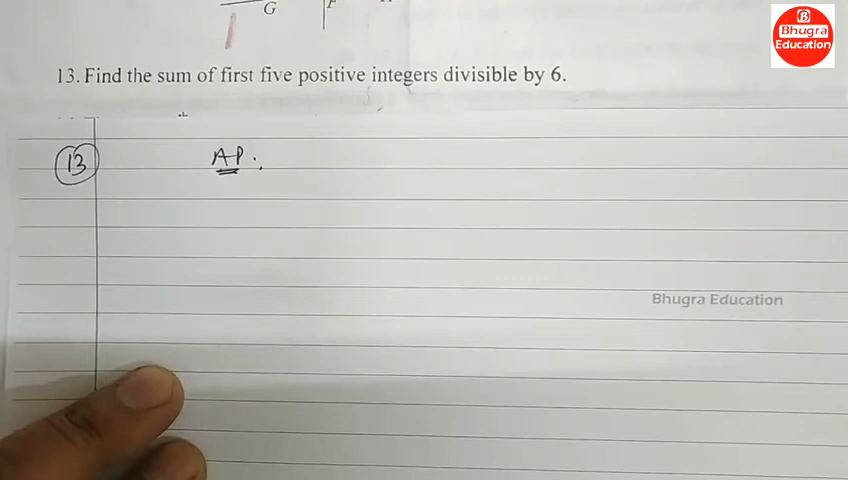 G F
Bhugra
Education
13. Find the sum of first five positive integers divisible by 6.
13 AP:
Bhugra Education